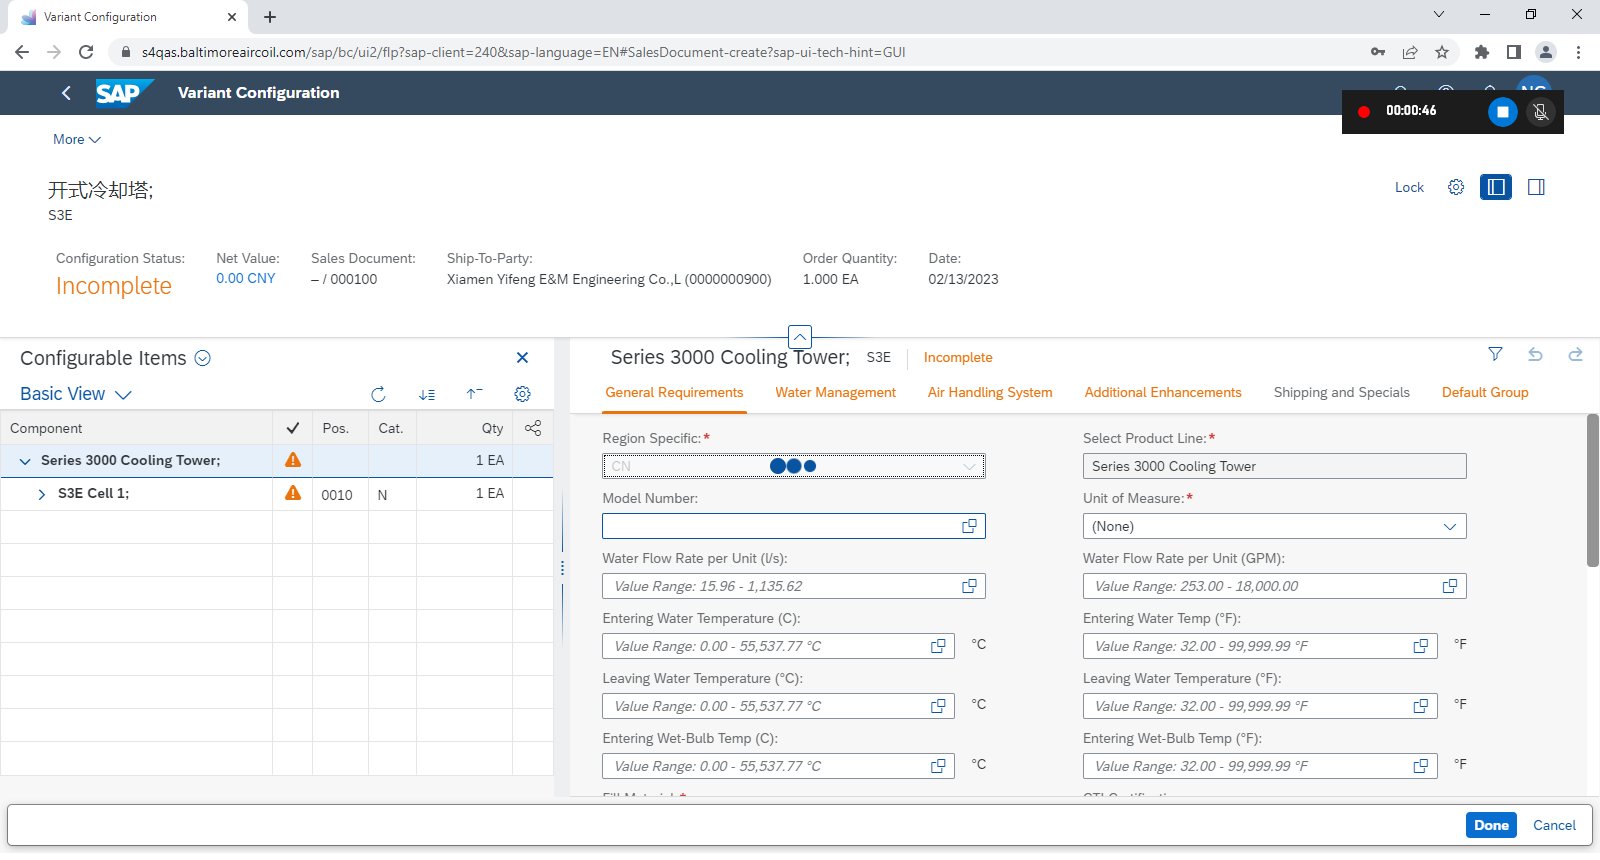 Variant Configuration
s4qas.baltimoreaircoil.com/sap/bc/ui2/flp?sap-client=240&sap-language=EN#SalesDocument-create?sap-ui-tech-hint=GUI
SAP
Variant Configuration
00:00:46
More
开式冷却塔;
S3E
Lock
Configuration Status:
Incomplete
Net Value:
0.00 CNY
Sales Document:
– / 000100
Ship-To-Party:
Xiamen Yifeng E&M Engineering Co.,L (0000000900)
Order Quantity:
1.000 EA
Date:
02/13/2023
Configurable Items
Basic View
Component Pos. Cat. Qty
Series 3000 Cooling Tower; 1 EA
S3E Cell 1; 0010 N 1 EA
Series 3000 Cooling Tower; S3E Incomplete
General Requirements Water Management Air Handling System Additional Enhancements Shipping and Specials Default Group
Region Specific:*
CN
Select Product Line:*
Series 3000 Cooling Tower
Model Number:
Unit of Measure:*
(None)
Water Flow Rate per Unit (l/s):
Value Range: 15.96 - 1,135.62
Water Flow Rate per Unit (GPM):
Value Range: 253.00 - 18,000.00
Entering Water Temperature (C):
Value Range: 0.00 - 55,537.77 °C °C
Entering Water Temp (°F):
Value Range: 32.00 - 99,999.99 °F °F
Leaving Water Temperature (°C):
Value Range: 0.00 - 55,537.77 °C °C
Leaving Water Temperature (°F):
Value Range: 32.00 - 99,999.99 °F °F
Entering Wet-Bulb Temp (C):
Value Range: 0.00 - 55,537.77 °C °C
Entering Wet-Bulb Temp (°F):
Value Range: 32.00 - 99,999.99 °F °F
Done Cancel